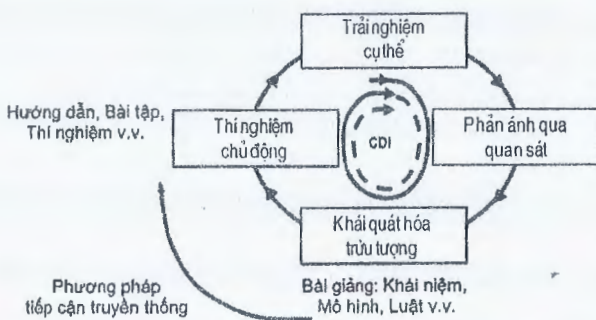 Trải nghiệm
cụ thể
Hướng dẫn, Bài tập,
Thí nghiệm v.v.
Thí nghiệm
chủ động
CDI
Phản ánh qua
quan sát
Khái quát hóa
trừu tượng
Phương pháp
tiếp cận truyền thống
Bài giảng: Khái niệm,
Mô hình, Luật v.v.